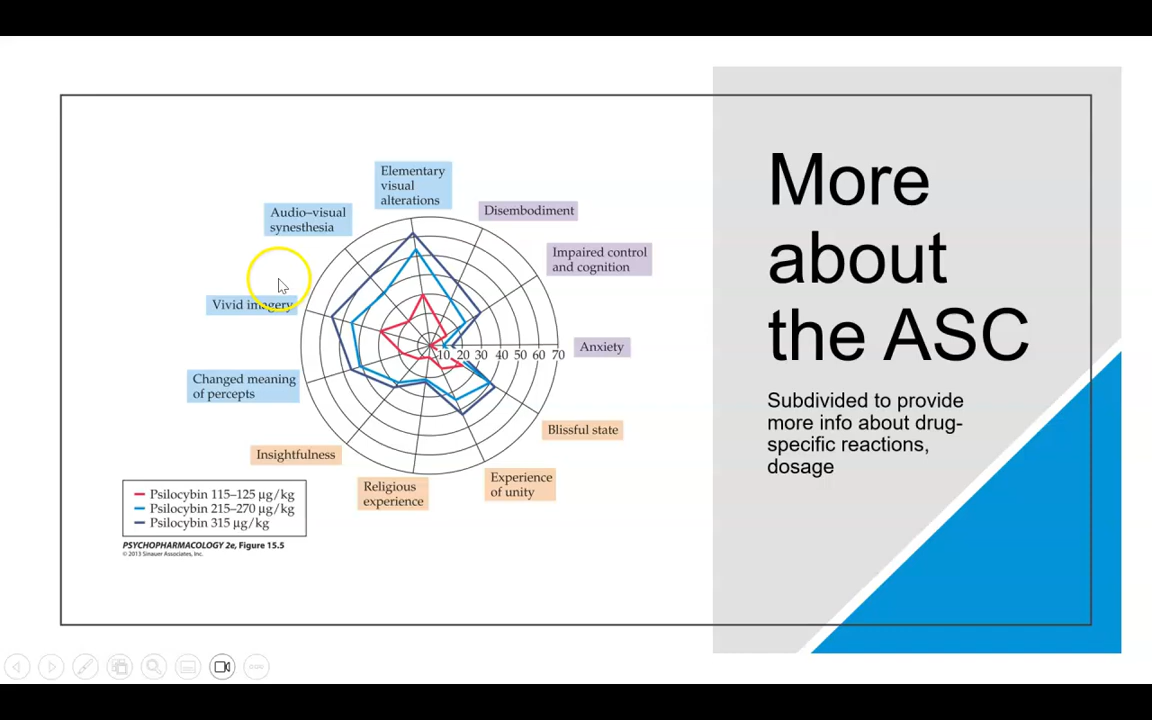 Elementary
visual
alterations
Audio–visual
synesthesia
Disembodiment
Impaired control
and cognition
Vivid imagery
10 20 30 40 50 60 70
Anxiety
Changed meaning
of percepts
Blissful state
Insightfulness
Religious
experience
Experience
of unity
Psilocybin 115–125 µg/kg
Psilocybin 215–270 µg/kg
Psilocybin 315 µg/kg
PSYCHOPHARMACOLOGY 2e, Figure 15.5
© 2013 Sinauer Associates, Inc.
More
about
the ASC
Subdivided to provide
more info about drug-
specific reactions,
dosage